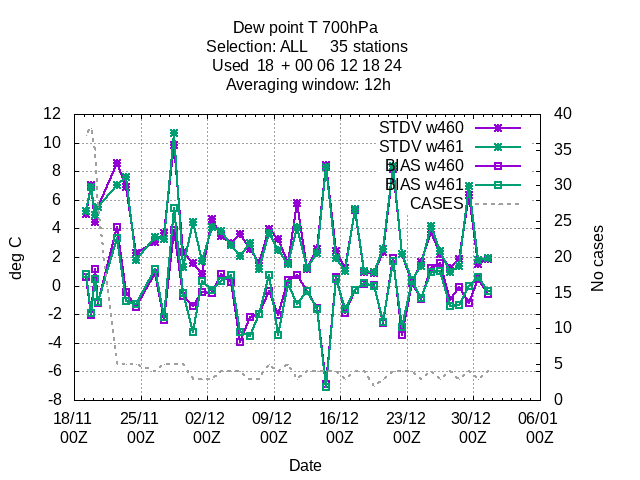 Dew point T 700hPa
Selection: ALL     35 stations
Used  18  + 00 06 12 18 24
Averaging window: 12h
12
10
8
6
4
2
0
-2
-4
-6
-8
deg C
40
35
30
25
20
15
10
5
0
No cases
STDV w460
STDV w461
BIAS w460
BIAS w461
CASES
18/11 25/11 02/12 09/12 16/12 23/12 30/12 06/01
00Z 00Z 00Z 00Z 00Z 00Z 00Z 00Z
Date